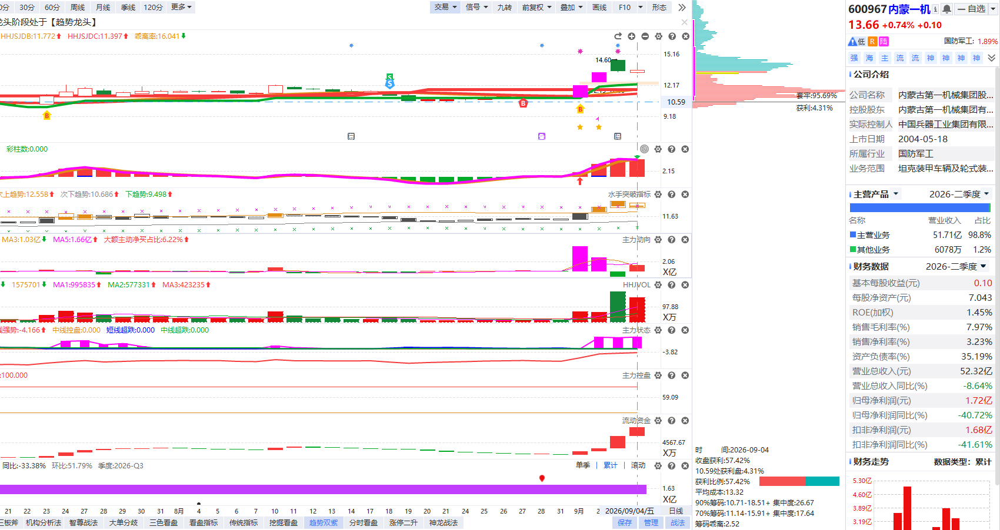 0分 30分 60分 周线 月线 季线 120分 更多 交易 信号 九转 前复权 叠加 画线 F10 形态
龙头阶段处于【趋势龙头】
HHJSJDB:11.772 HHJSJDC:11.397 乖离率:16.041
15.16
14.60
12.17
10.59
9.18
S
S
B
B
B
彩柱数:0.000
2.15
次上趋势:12.558 次下趋势:10.686 下趋势:9.498 水手突破指标
11.63
MA3:1.03亿 MA5:1.66亿 大额主动净买占比:6.22% 主力动向
2.06
X亿
1575701 MA1:995835 MA2:577331 MA3:423235 HHJVOL
97.88
X万
线强势:-4.166 中线控盘:0.000 短线超跌:0.000 中线超跌:0.000 主力状态
-3.82
:100.000 主力控盘
59.09
流动资金
4567.67
X万
同比:-33.38% 环比:51.79% 季度:2026-Q3 单季 累计 滚动
1.63
X亿
21 22 23 24 27 28 29 30 31 8月 4 5 6 7 10 11 12 13 14 17 18 19 20 21 24 25 26 27 28 31 9月 2 2026/09/04/五 日线
三板斧 机构分析法 智尊战法 大单分歧 三色看盘 看盘指标 传统指标 挖掘看盘 趋势双紫 分时看盘 涨停二升 神龙战法 保存 管理 战法
套牢:95.69%
获利:4.31%
时 间:2026-09-04
收盘获利:57.42%
10.59处获利盘:4.31%
获利比例:57.42%
平均成本:13.32
90%筹码:10.71-18.51+ 集中度:26.67
70%筹码:11.14-15.91+ 集中度:17.64
筹码乖离:2.52
600967 内蒙一机 自选
13.66 +0.74% +0.10
低 R 陆 国防军工: 1.89%
强 海 主 流 流 神 神 神 神
公司介绍
公司名称 内蒙古第一机械集团股...
控股股东 内蒙古第一机械集团有...
实际控制人 中国兵器工业集团有限...
上市日期 2004-05-18
所属行业 国防军工
业务范围 坦克装甲车辆及轮式装...
主营产品 2026-二季度
名称 营业收入 占比
主营业务 51.71亿 98.8%
其他业务 6078万 1.2%
财务数据 2026-二季度
基本每股收益(元) 0.10
每股净资产(元) 7.043
ROE(加权) 1.45%
销售毛利率(%) 7.97%
销售净利率(%) 3.23%
资产负债率(%) 35.19%
营业总收入(元) 52.32亿
营业总收入同比(%) -8.64%
归母净利润(元) 1.72亿
归母净利润同比(%) -40.72%
扣非净利润(元) 1.68亿
扣非净利润同比(%) -41.61%
财务走势 数据类型: 累计
5.30亿
4.60亿
3.89亿
3.19亿